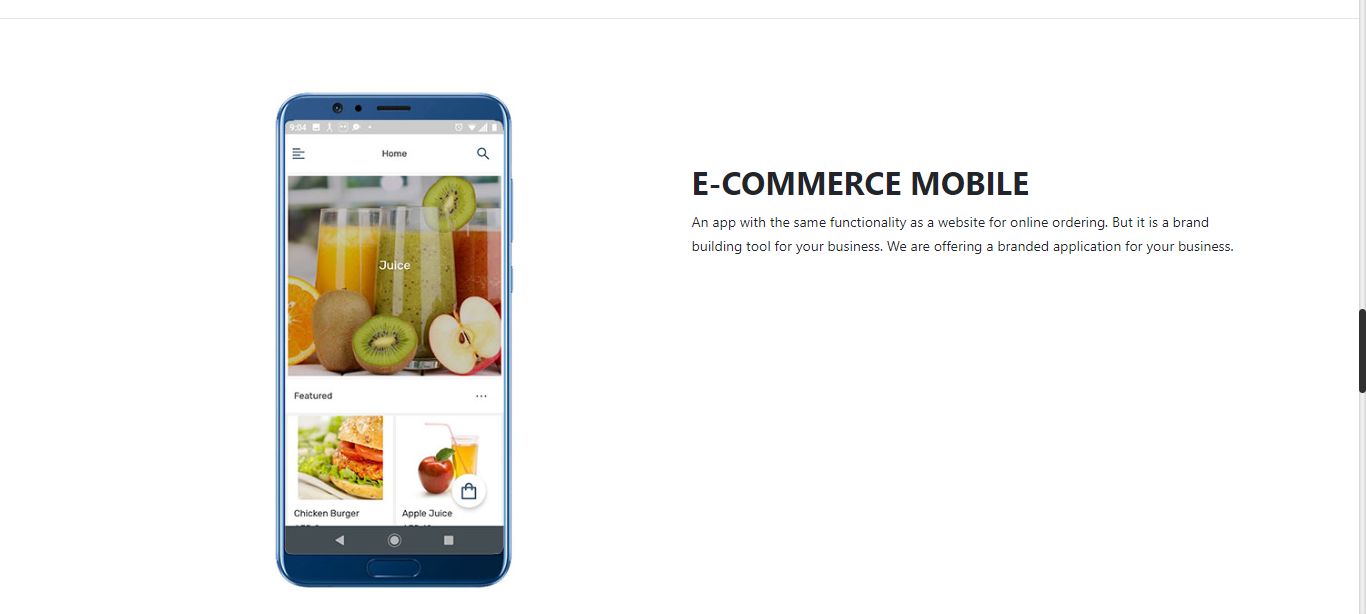 9:04
Home
Juice
Featured
Chicken Burger
Apple Juice
E-COMMERCE MOBILE
An app with the same functionality as a website for online ordering. But it is a brand
building tool for your business. We are offering a branded application for your business.